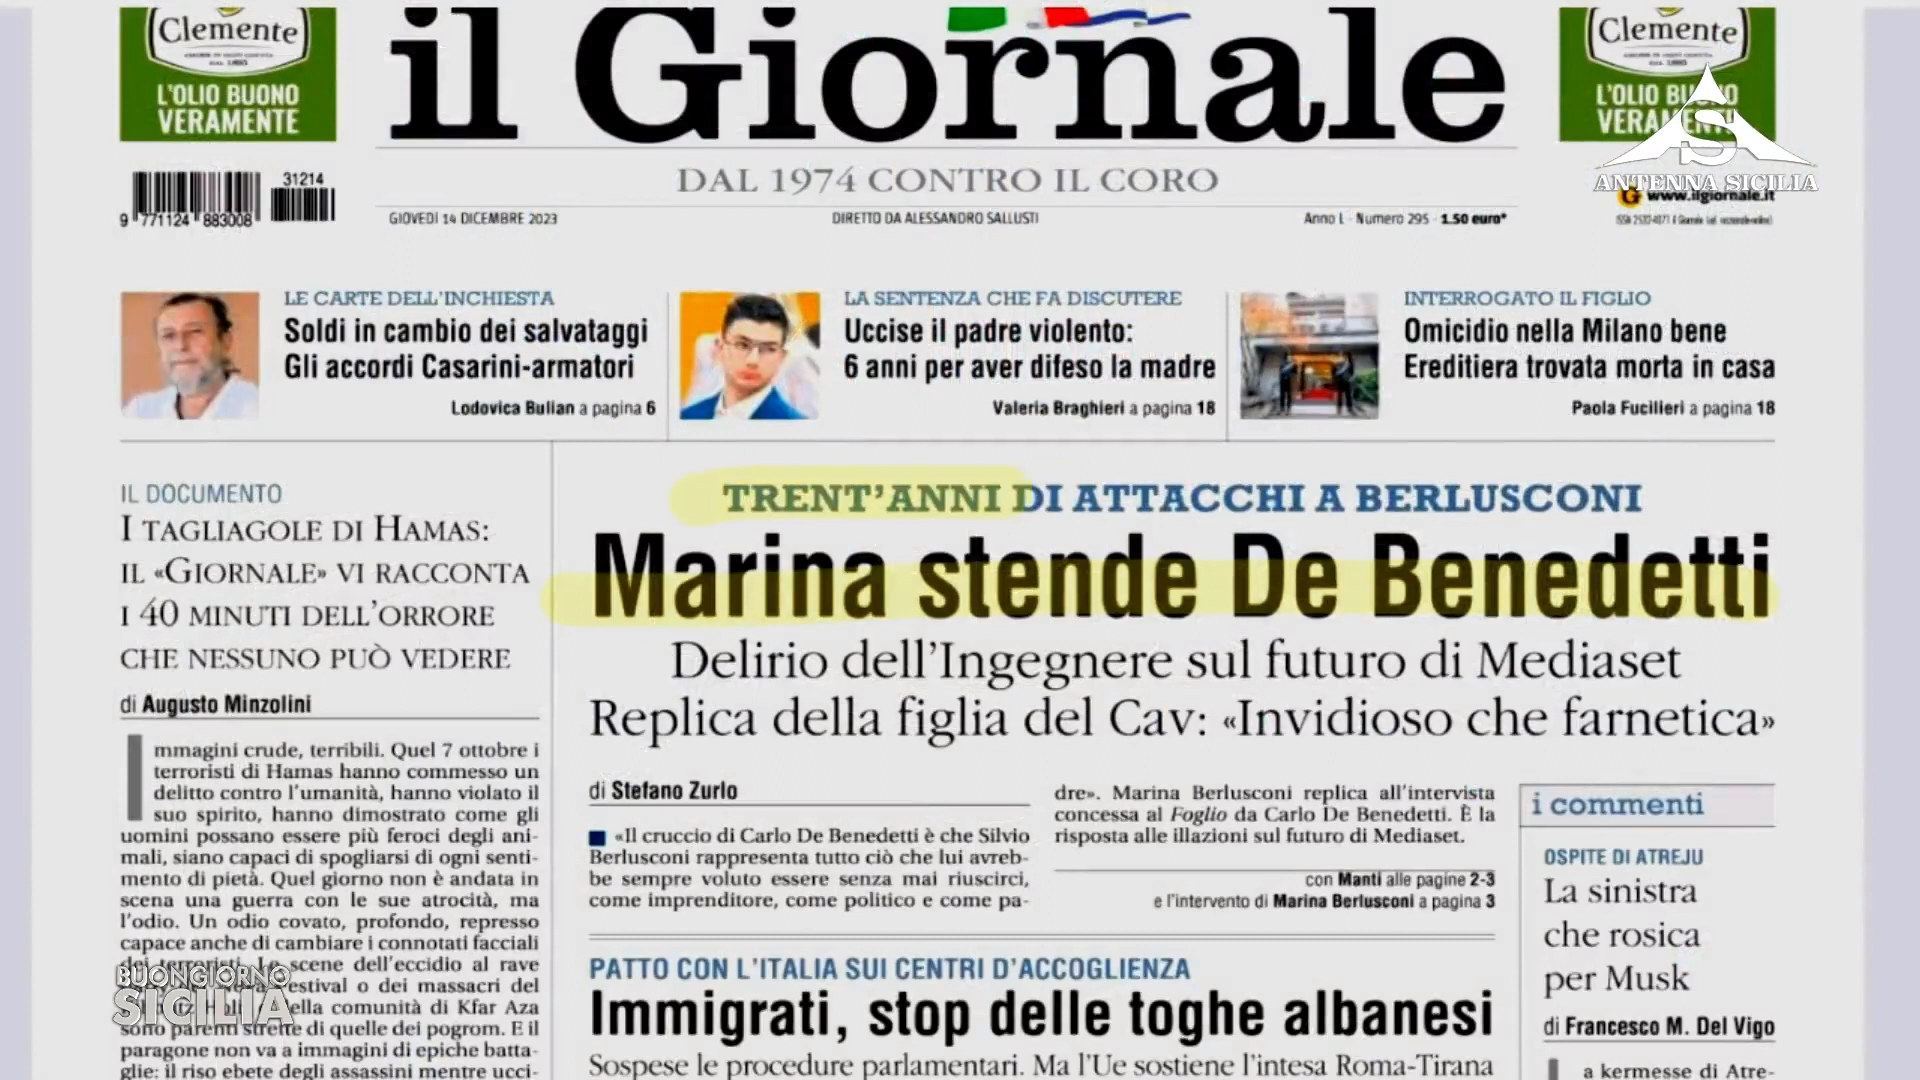 Clemente
L'OLIO BUONO
VERAMENTE
il Giornale
Clemente
L'OLIO BUONO
VERAMENTE
S
ANTENNA SICILIA
DAL 1974 CONTRO IL CORO
31214
9 771124 883008
GIOVEDÌ 14 DICEMBRE 2023
DIRETTO DA ALESSANDRO SALLUSTI
Anno L - Numero 295 - 1.50 euro*
G www.ilgiornale.it
LE CARTE DELL'INCHIESTA
Soldi in cambio dei salvataggi
Gli accordi Casarini-armatori
Lodovica Bulian a pagina 6
LA SENTENZA CHE FA DISCUTERE
Uccise il padre violento:
6 anni per aver difeso la madre
Valeria Braghieri a pagina 18
INTERROGATO IL FIGLIO
Omicidio nella Milano bene
Ereditiera trovata morta in casa
Paola Fucilieri a pagina 18
IL DOCUMENTO
I TAGLIAGOLE DI HAMAS:
IL «GIORNALE» VI RACCONTA
I 40 MINUTI DELL'ORRORE
CHE NESSUNO PUÒ VEDERE
di Augusto Minzolini
Immagini crude, terribili. Quel 7 ottobre i
terroristi di Hamas hanno commesso un
delitto contro l'umanità, hanno violato il
suo spirito, hanno dimostrato come gli
uomini possano essere più feroci degli ani-
mali, siano capaci di spogliarsi di ogni senti-
mento di pietà. Quel giorno non è andata in
scena una guerra con le sue atrocità, ma
l'odio. Un odio covato, profondo, represso
capace anche di cambiare i connotati facciali
dei terroristi. Le scene dell'eccidio al rave
festival o dei massacri del
nella comunità di Kfar Aza
sono parenti strette di quelle dei pogrom. E il
paragone non va a immagini di epiche batta-
glie: il riso ebete degli assassini mentre ucci-
BUONGIORNO
SICILIA
TRENT'ANNI DI ATTACCHI A BERLUSCONI
Marina stende De Benedetti
Delirio dell'Ingegnere sul futuro di Mediaset
Replica della figlia del Cav: «Invidioso che farnetica»
di Stefano Zurlo
«Il cruccio di Carlo De Benedetti è che Silvio
Berlusconi rappresenta tutto ciò che lui avreb-
be sempre voluto essere senza mai riuscirci,
come imprenditore, come politico e come pa-
dre». Marina Berlusconi replica all'intervista
concessa al Foglio da Carlo De Benedetti. È la
risposta alle illazioni sul futuro di Mediaset.
con Manti alle pagine 2-3
e l'intervento di Marina Berlusconi a pagina 3
PATTO CON L'ITALIA SUI CENTRI D'ACCOGLIENZA
Immigrati, stop delle toghe albanesi
Sospese le procedure parlamentari. Ma l'Ue sostiene l'intesa Roma-Tirana
i commenti
OSPITE DI ATREJU
La sinistra
che rosica
per Musk
di Francesco M. Del Vigo
a kermesse di Atre-